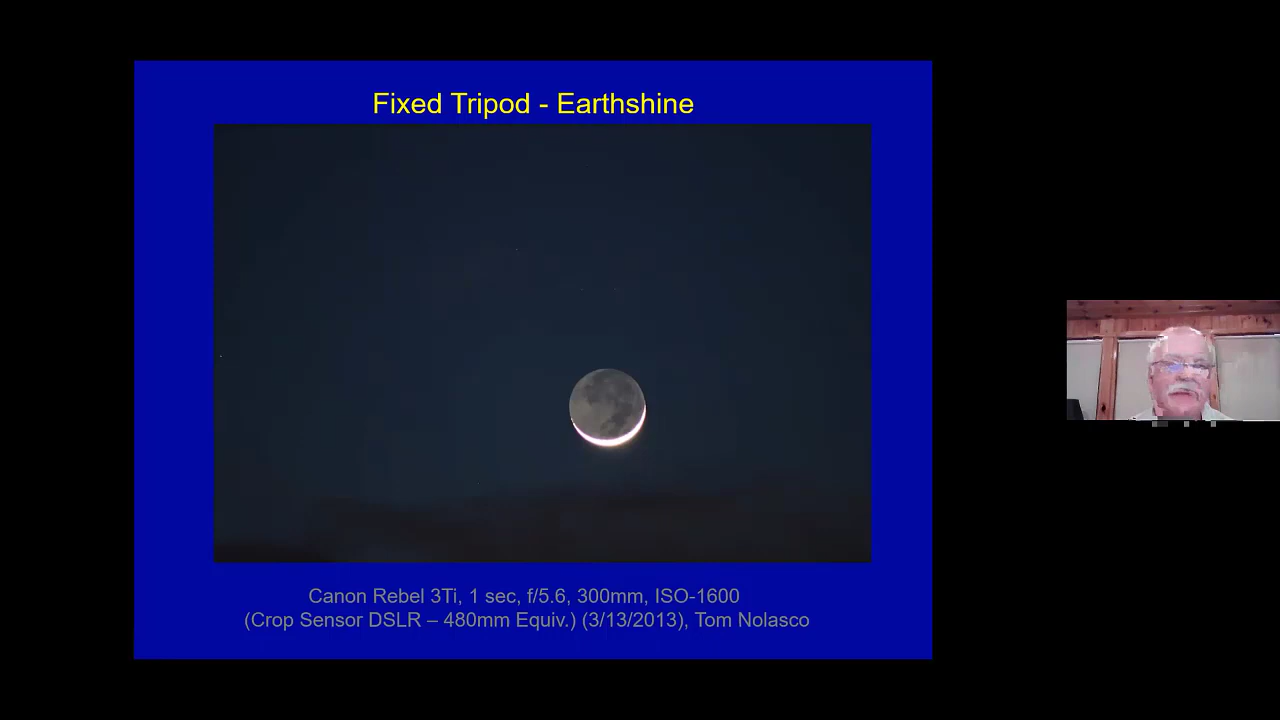 Fixed Tripod - Earthshine
Canon Rebel 3Ti, 1 sec, f/5.6, 300mm, ISO-1600
(Crop Sensor DSLR – 480mm Equiv.) (3/13/2013), Tom Nolasco